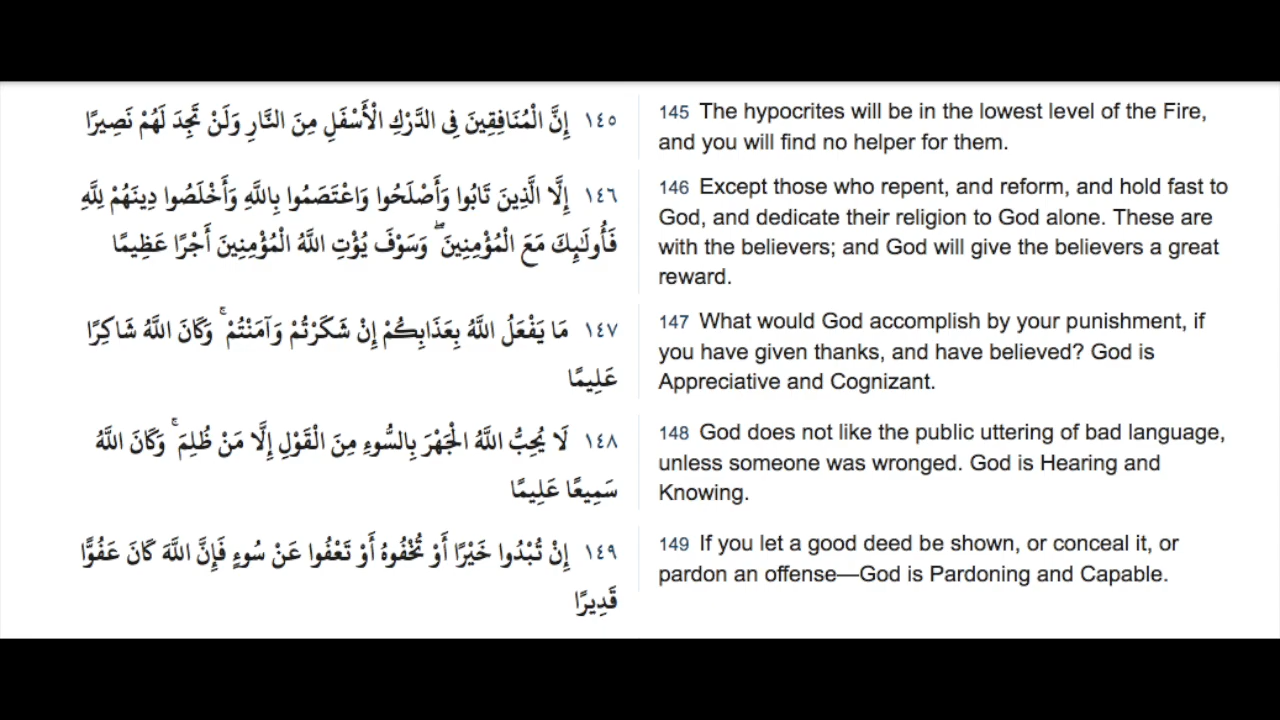 ١٤٥ إِنَّ الْمُنَافِقِينَ فِي الدَّرْكِ الْأَسْفَلِ مِنَ النَّارِ وَلَنْ تَجِدَ لَهُمْ نَصِيرًا
145 The hypocrites will be in the lowest level of the Fire,
and you will find no helper for them.
١٤٦ إِلَّا الَّذِينَ تَابُوا وَأَصْلَحُوا وَاعْتَصَمُوا بِاللَّهِ وَأَخْلَصُوا دِينَهُمْ لِلَّهِ
فَأُولَٰئِكَ مَعَ الْمُؤْمِنِينَ ۖ وَسَوْفَ يُؤْتِ اللَّهُ الْمُؤْمِنِينَ أَجْرًا عَظِيمًا
146 Except those who repent, and reform, and hold fast to
God, and dedicate their religion to God alone. These are
with the believers; and God will give the believers a great
reward.
١٤٧ مَا يَفْعَلُ اللَّهُ بِعَذَابِكُمْ إِنْ شَكَرْتُمْ وَآمَنْتُمْ ۚ وَكَانَ اللَّهُ شَاكِرًا
عَلِيمًا
147 What would God accomplish by your punishment, if
you have given thanks, and have believed? God is
Appreciative and Cognizant.
١٤٨ لَا يُحِبُّ اللَّهُ الْجَهْرَ بِالسُّوءِ مِنَ الْقَوْلِ إِلَّا مَنْ ظُلِمَ ۚ وَكَانَ اللَّهُ
سَمِيعًا عَلِيمًا
148 God does not like the public uttering of bad language,
unless someone was wronged. God is Hearing and
Knowing.
١٤٩ إِنْ تُبْدُوا خَيْرًا أَوْ تُخْفُوهُ أَوْ تَعْفُوا عَنْ سُوءٍ فَإِنَّ اللَّهَ كَانَ عَفُوًّا
قَدِيرًا
149 If you let a good deed be shown, or conceal it, or
pardon an offense—God is Pardoning and Capable.